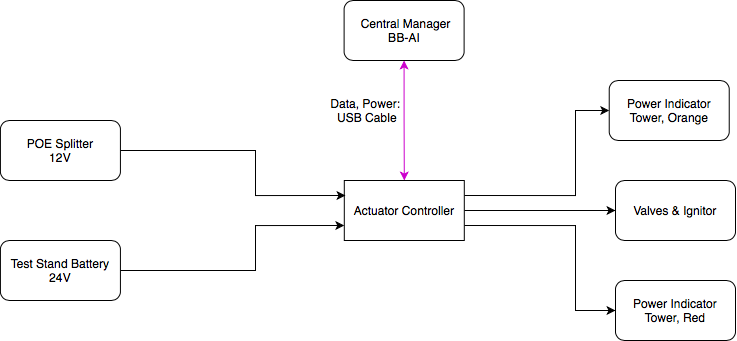 Central Manager
BB-AI
Data, Power:
USB Cable
Power Indicator
Tower, Orange
POE Splitter
12V
Actuator Controller
Valves & Ignitor
Test Stand Battery
24V
Power Indicator
Tower, Red